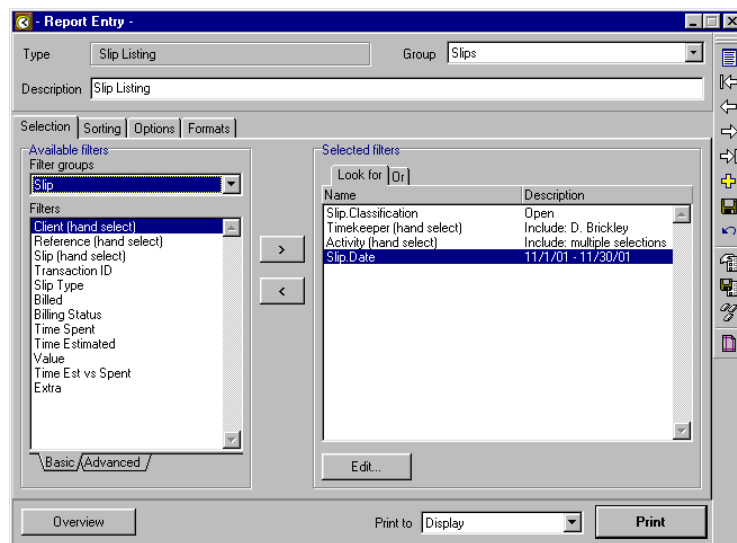 - Report Entry -
Type Slip Listing Group Slips
Description Slip Listing
Selection Sorting Options Formats
Available filters
Filter groups
Slip
Filters
Client (hand select)
Reference (hand select)
Slip (hand select)
Transaction ID
Slip Type
Billed
Billing Status
Time Spent
Time Estimated
Value
Time Est vs Spent
Extra
Basic Advanced
>
<
Selected filters
Look for Or
Name Description
Slip.Classification Open
Timekeeper (hand select) Include: D. Brickley
Activity (hand select) Include: multiple selections
Slip.Date 11/1/01 - 11/30/01
Edit...
Overview Print to Display Print